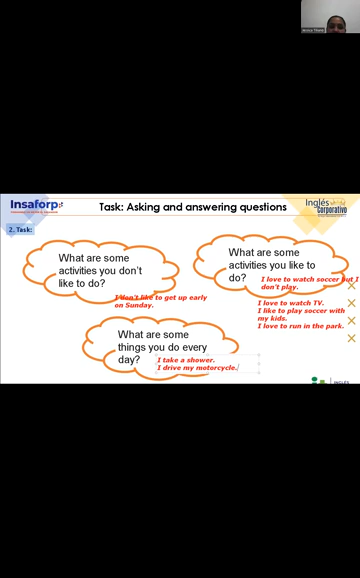 Insaforp
Task: Asking and answering questions
Inglés
Corporativo
2. Task:
What are some
activities you don't
like to do?
I don't like to get up early
on Sunday.
What are some
activities you like to
do?
I love to watch soccer but I
don't play.
I love to watch TV.
I like to play soccer with
my kids.
I love to run in the park.
What are some
things you do every
day?
I take a shower.
I drive my motorcycle.
INGLÉS